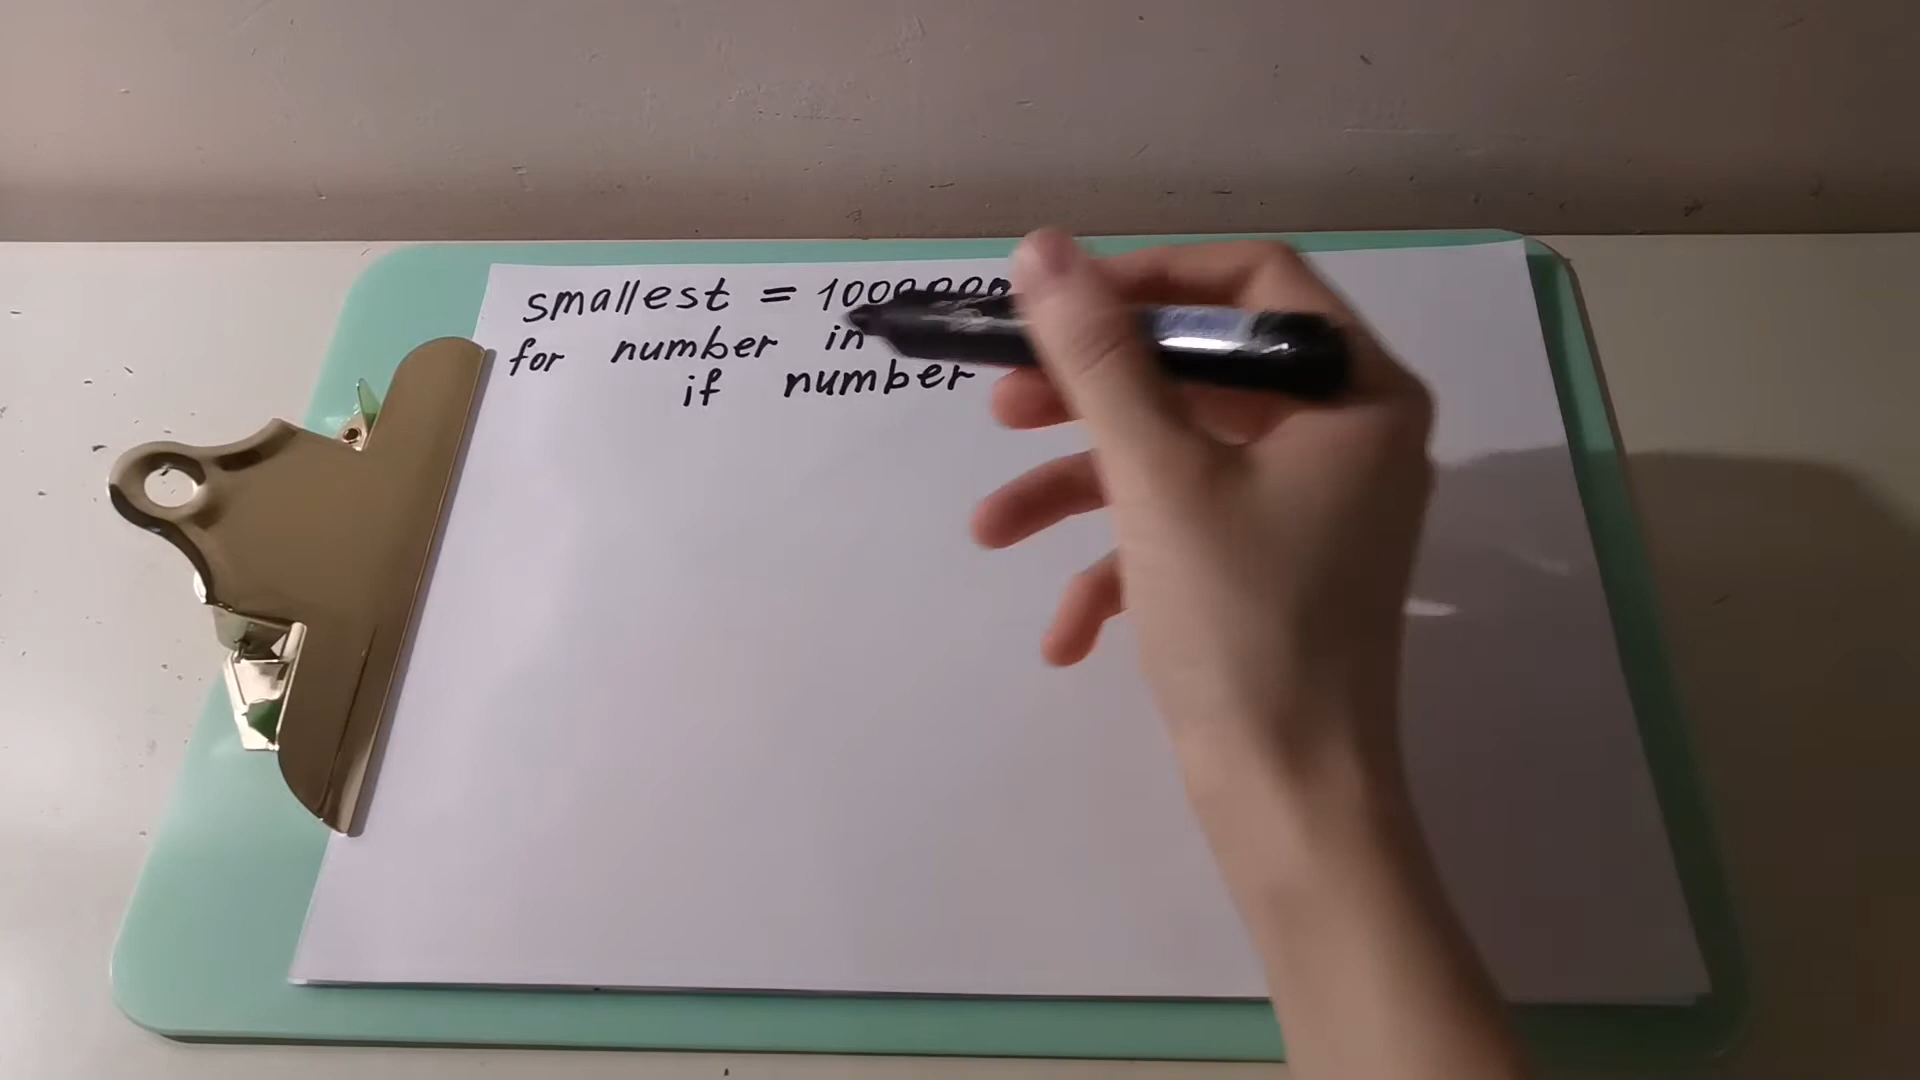 smallest = 1000000
for number in
if number